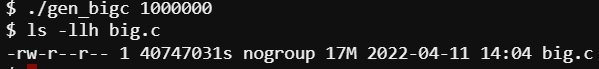 $ ./gen_bigc 1000000
$ ls -llh big.c
-rw-r--r-- 1 40747031s nogroup 17M 2022-04-11 14:04 big.c